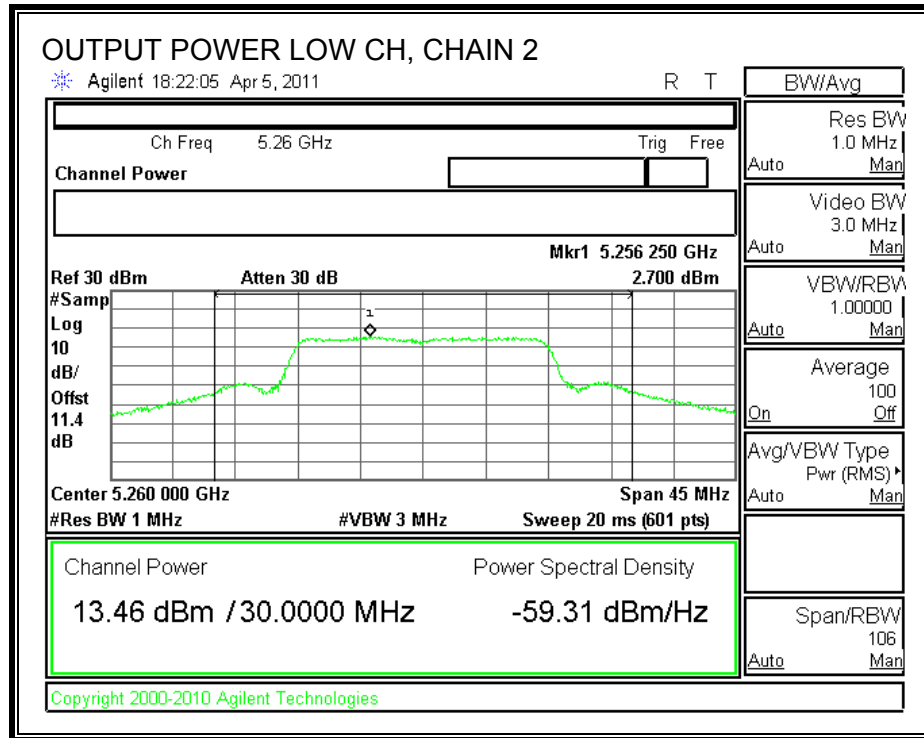 OUTPUT POWER LOW CH, CHAIN 2
Agilent 18:22:05 Apr 5, 2011 R T
Ch Freq 5.26 GHz Trig Free
Channel Power
Mkr1 5.256 250 GHz
Ref 30 dBm Atten 30 dB 2.700 dBm
#Samp
Log
10
dB/
Offst
11.4
dB
1
Center 5.260 000 GHz Span 45 MHz
#Res BW 1 MHz #VBW 3 MHz Sweep 20 ms (601 pts)
Channel Power Power Spectral Density
13.46 dBm / 30.0000 MHz -59.31 dBm/Hz
Copyright 2000-2010 Agilent Technologies
BW/Avg
Res BW
1.0 MHz
Auto Man
Video BW
3.0 MHz
Auto Man
VBW/RBW
1.00000
Auto Man
Average
100
On Off
Avg/VBW Type
Pwr (RMS)
Auto Man
Span/RBW
106
Auto Man